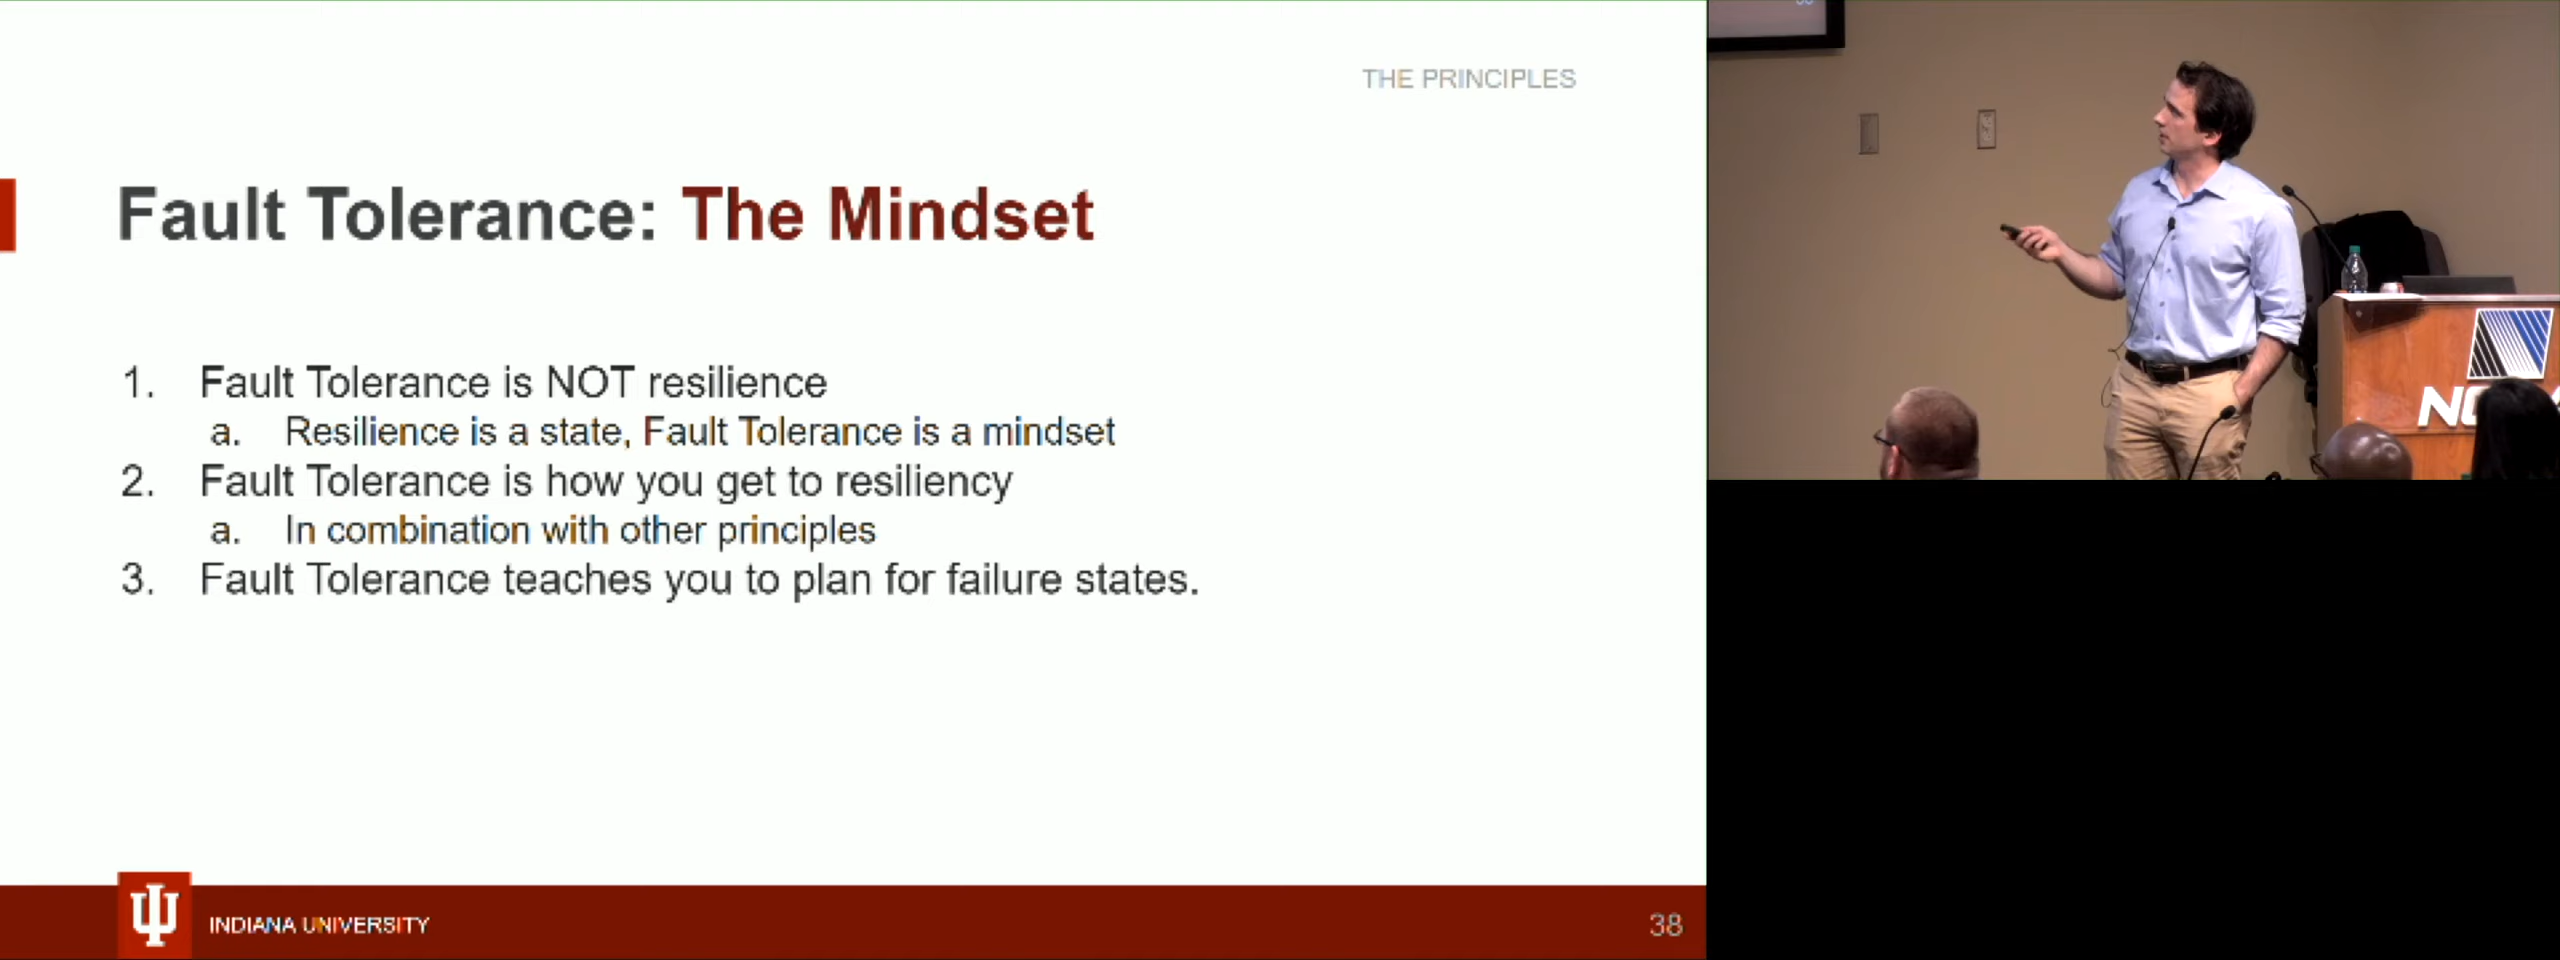 THE PRINCIPLES
Fault Tolerance: The Mindset
1. Fault Tolerance is NOT resilience
a. Resilience is a state, Fault Tolerance is a mindset
2. Fault Tolerance is how you get to resiliency
a. In combination with other principles
3. Fault Tolerance teaches you to plan for failure states.
INDIANA UNIVERSITY
38